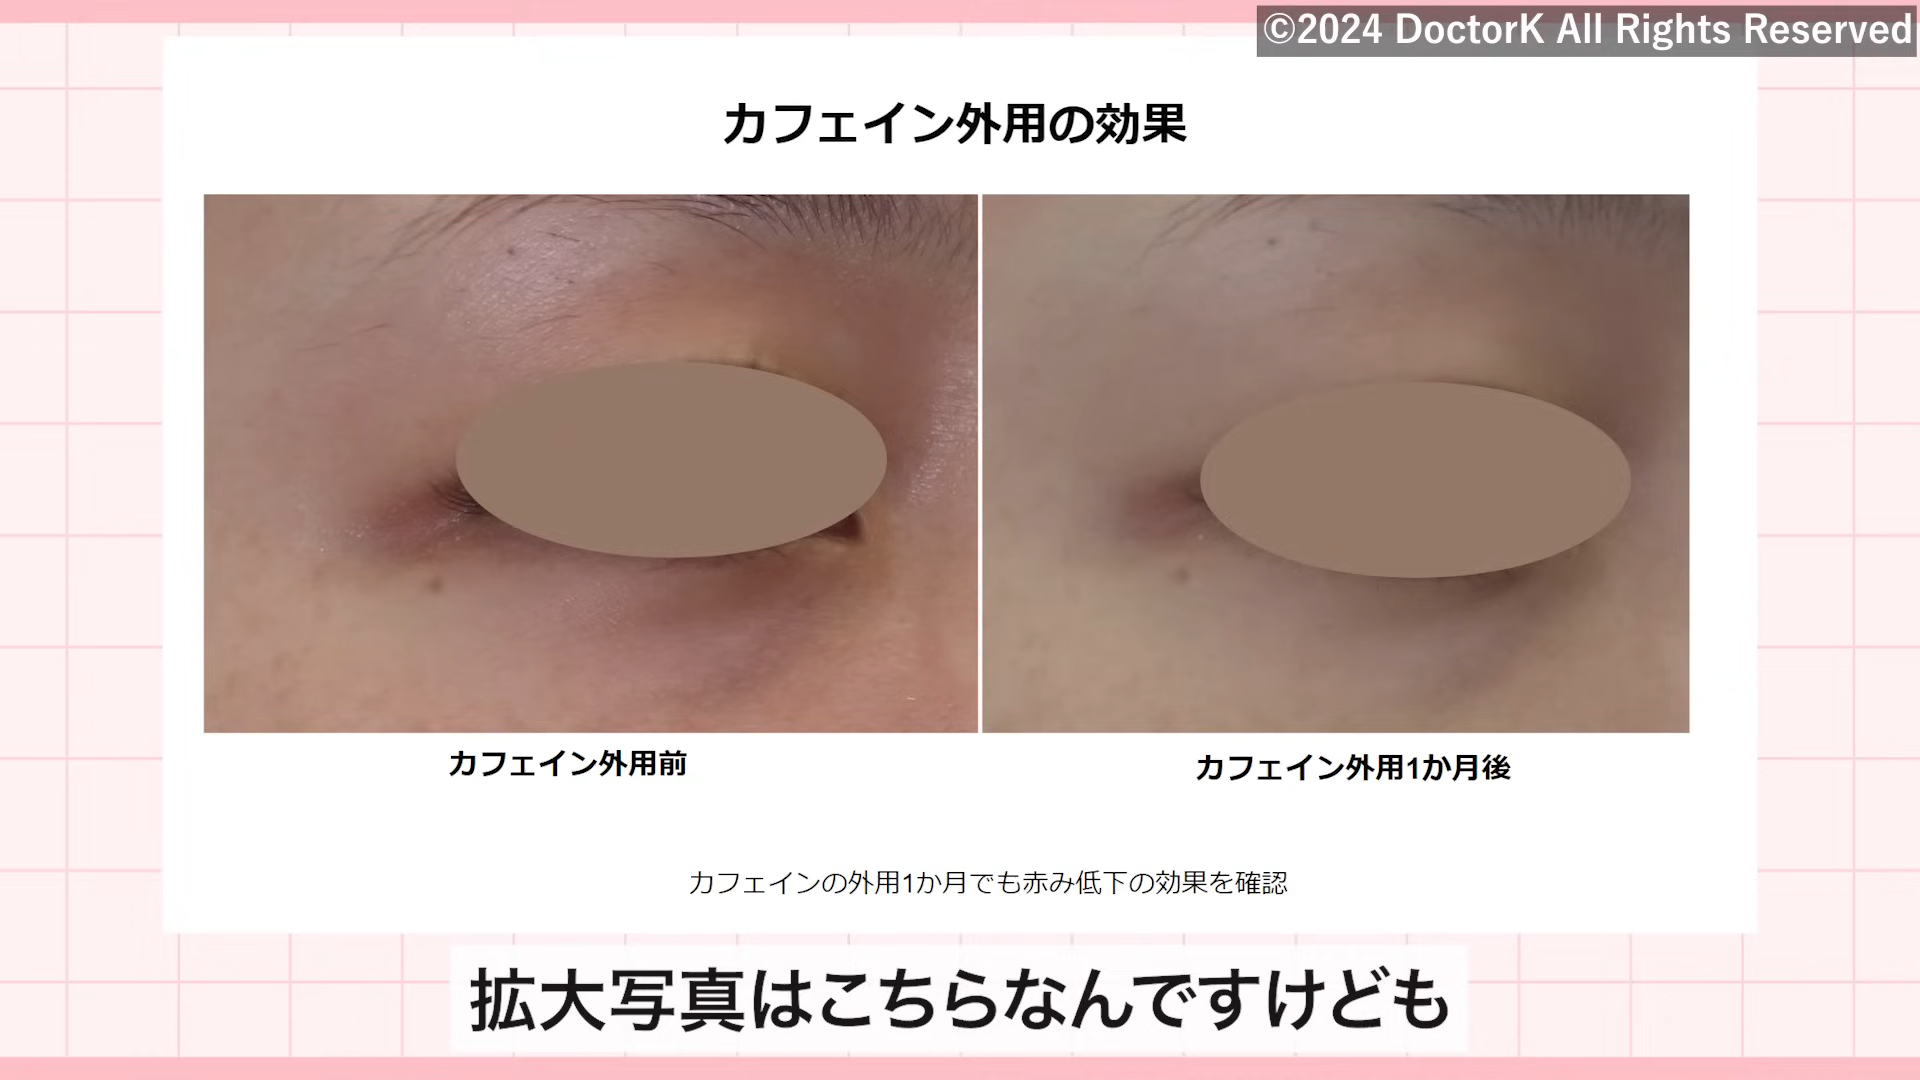 ©2024 DoctorK All Rights Reserved
カフェイン外用の効果
カフェイン外用前
カフェイン外用1か月後
カフェインの外用1か月でも赤み低下の効果を確認
拡大写真はこちらなんですけども